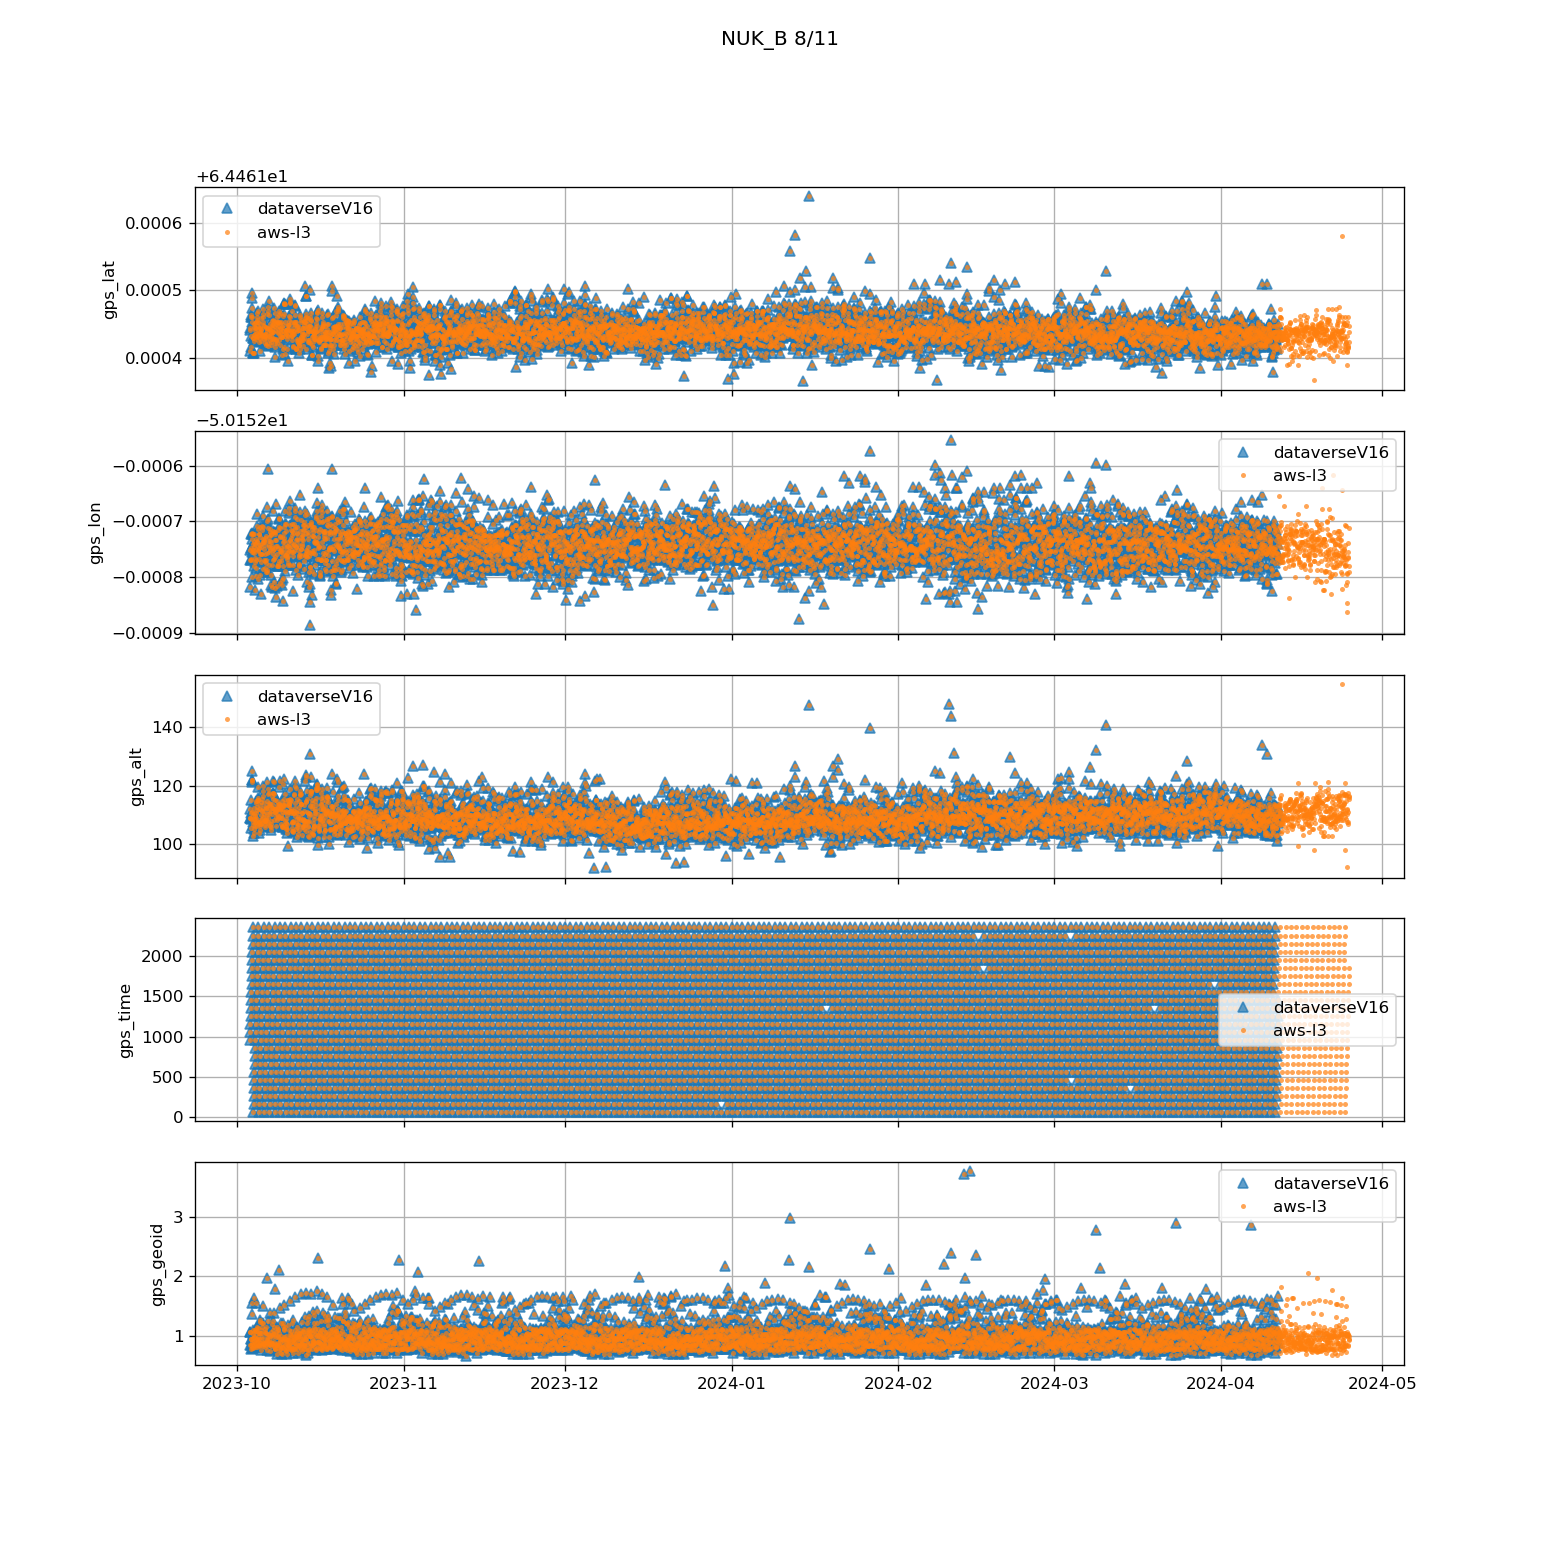 NUK_B 8/11
+6.4461e1
gps_lat
0.0006
0.0005
0.0004
dataverseV16
aws-l3
−5.0152e1
gps_lon
−0.0006
−0.0007
−0.0008
−0.0009
dataverseV16
aws-l3
gps_alt
140
120
100
dataverseV16
aws-l3
gps_time
2000
1500
1000
500
0
dataverseV16
aws-l3
gps_geoid
3
2
1
dataverseV16
aws-l3
2023-10 2023-11 2023-12 2024-01 2024-02 2024-03 2024-04 2024-05